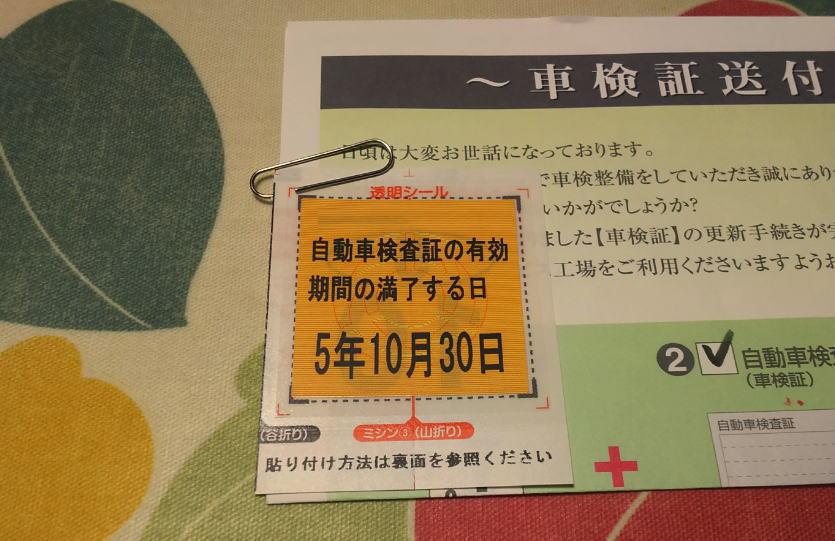 ～車検証送付
日頃は大変お世話になっております。
で車検整備をしていただき誠にあり
いかがでしょうか?
ました【車検証】の更新手続きが
工場をご利用くださいますよう
透明シール
自動車検査証の有効
期間の満了する日
5年10月30日
(谷折り)
ミシン③(山折り)
貼り付け方法は裏面を参照ください
❷
自動車検
(車検証)
自動車検査証